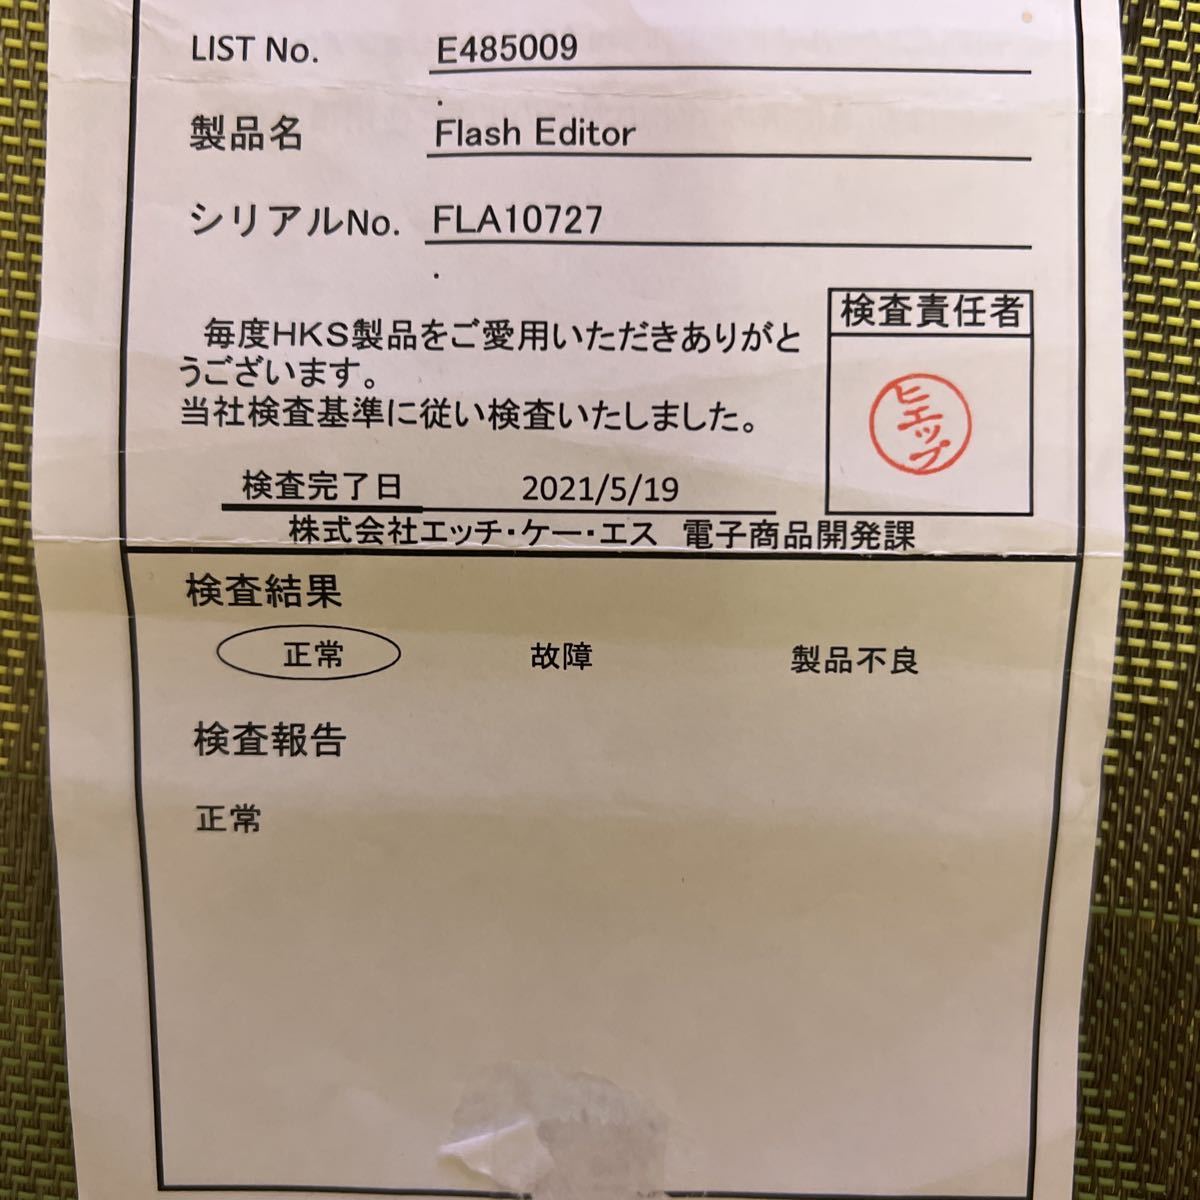 LIST No. E485009
製品名 Flash Editor
シリアルNo. FLA10727
毎度HKS製品をご愛用いただきありがと
うございます。
当社検査基準に従い検査いたしました。
検査責任者
ヒエップ
検査完了日 2021/5/19
株式会社エッチ・ケー・エス 電子商品開発課
検査結果
正常 故障 製品不良
検査報告
正常